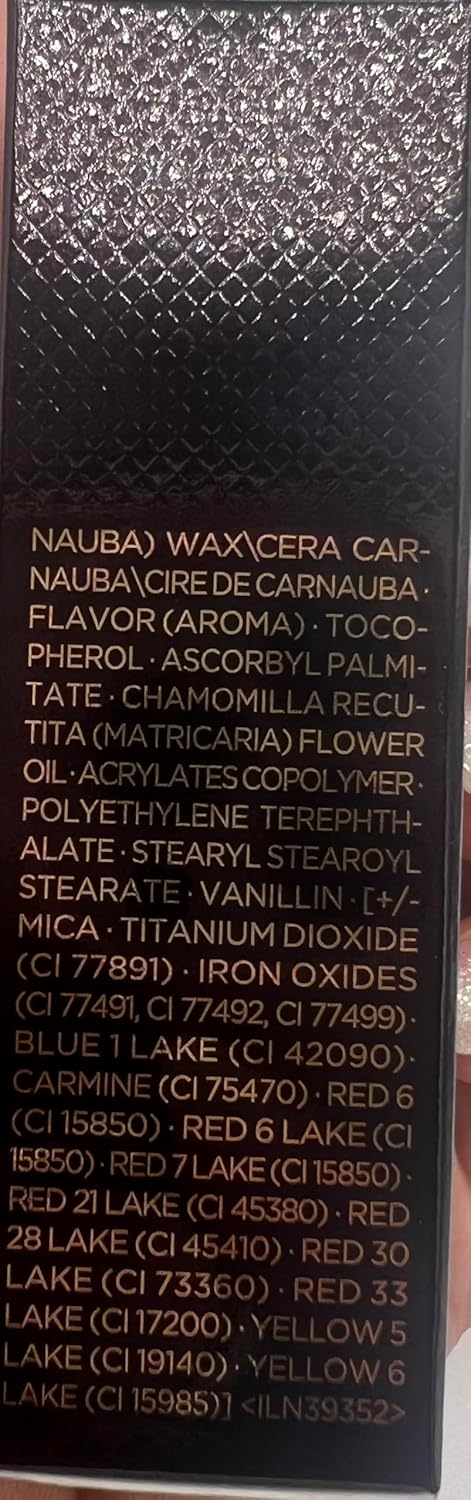 NAUBA) WAX\CERA CAR-
NAUBA\CIRE DE CARNAUBA ·
FLAVOR (AROMA) · TOCO-
PHEROL · ASCORBYL PALMI-
TATE · CHAMOMILLA RECU-
TITA (MATRICARIA) FLOWER
OIL · ACRYLATES COPOLYMER ·
POLYETHYLENE TEREPHTH-
ALATE · STEARYL STEAROYL
STEARATE · VANILLIN · [+/-
MICA · TITANIUM DIOXIDE
(CI 77891) · IRON OXIDES
(CI 77491, CI 77492, CI 77499) ·
BLUE 1 LAKE (CI 42090) ·
CARMINE (CI 75470) · RED 6
(CI 15850) · RED 6 LAKE (CI
15850) · RED 7 LAKE (CI 15850) ·
RED 21 LAKE (CI 45380) · RED
28 LAKE (CI 45410) · RED 30
LAKE (CI 73360) · RED 33
LAKE (CI 17200) · YELLOW 5
LAKE (CI 19140) · YELLOW 6
LAKE (CI 15985)] <ILN39352>